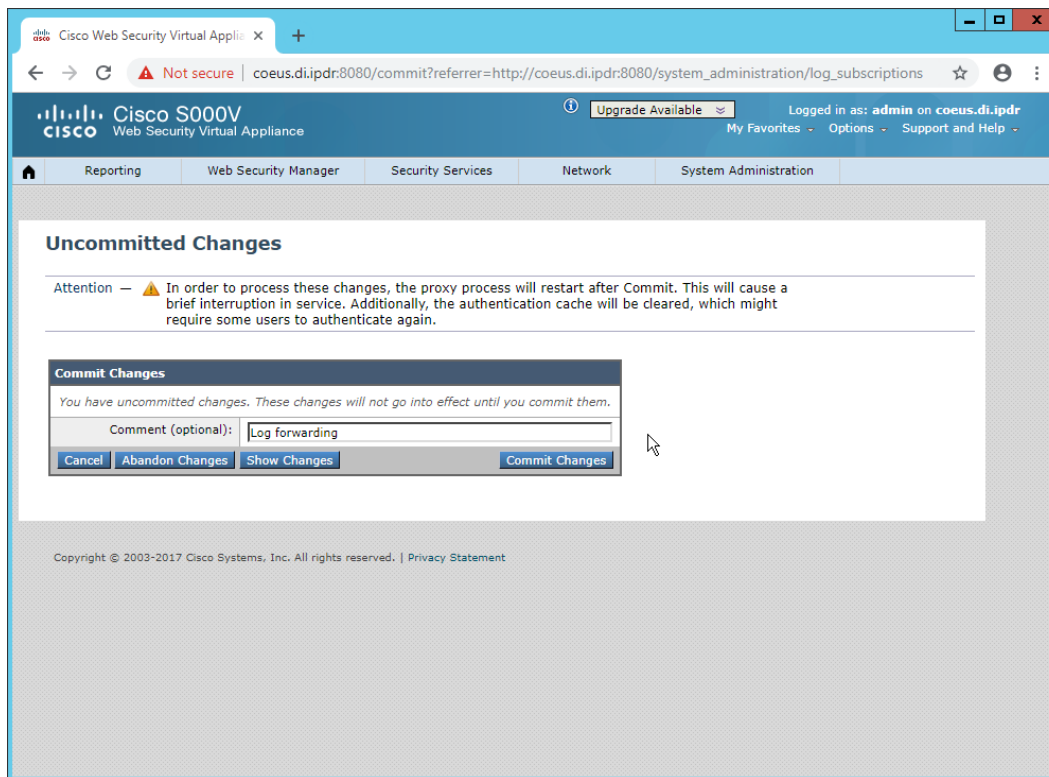 Cisco Web Security Virtual Applia
Not secure | coeus.di.ipdr:8080/commit?referrer=http://coeus.di.ipdr:8080/system_administration/log_subscriptions
cisco
Cisco S000V
Web Security Virtual Appliance
Upgrade Available
Logged in as: admin on coeus.di.ipdr
My Favorites Options Support and Help
Reporting Web Security Manager Security Services Network System Administration
Uncommitted Changes
Attention — In order to process these changes, the proxy process will restart after Commit. This will cause a
brief interruption in service. Additionally, the authentication cache will be cleared, which might
require some users to authenticate again.
Commit Changes
You have uncommitted changes. These changes will not go into effect until you commit them.
Comment (optional): Log forwarding
Cancel Abandon Changes Show Changes Commit Changes
Copyright © 2003-2017 Cisco Systems, Inc. All rights reserved. | Privacy Statement